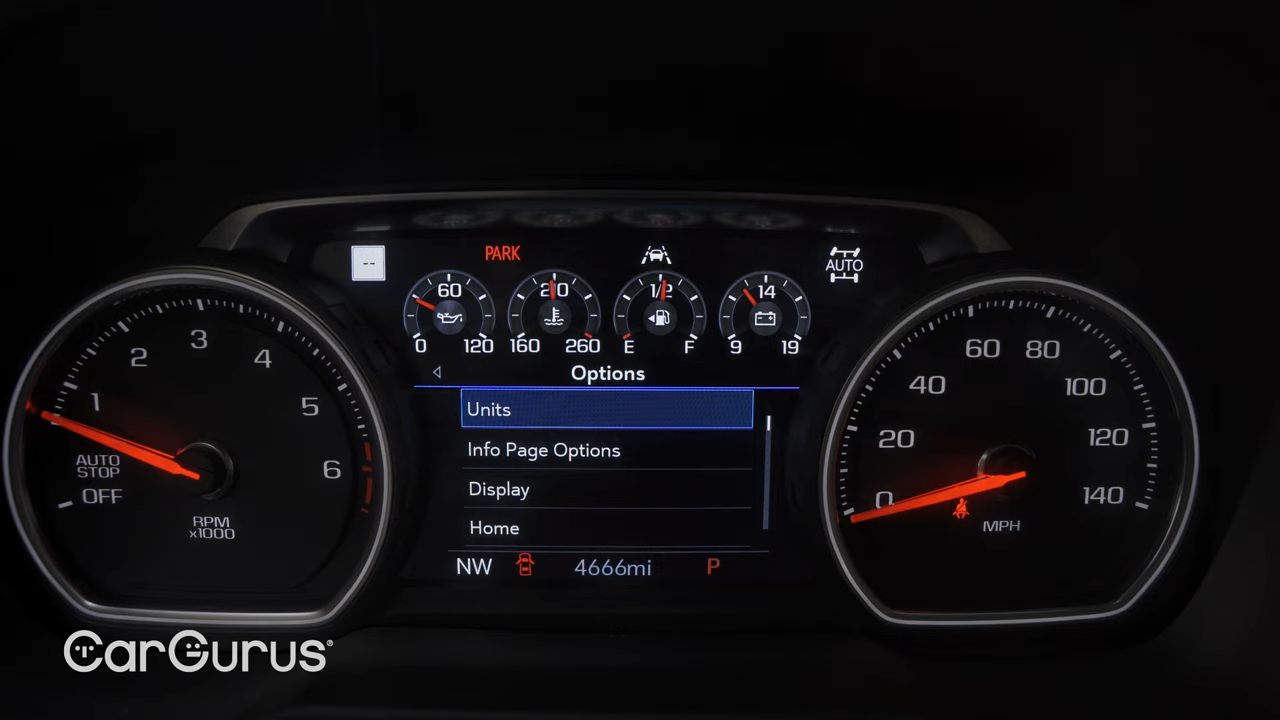 --
PARK
AUTO
60
0 120
210
160 260
1/2
E F
14
9 19
Options
Units
Info Page Options
Display
Home
NW 4666mi P
1
2
3
4
5
6
AUTO
STOP
OFF
RPM
x1000
0
20
40
60
80
100
120
140
MPH
CarGurus®